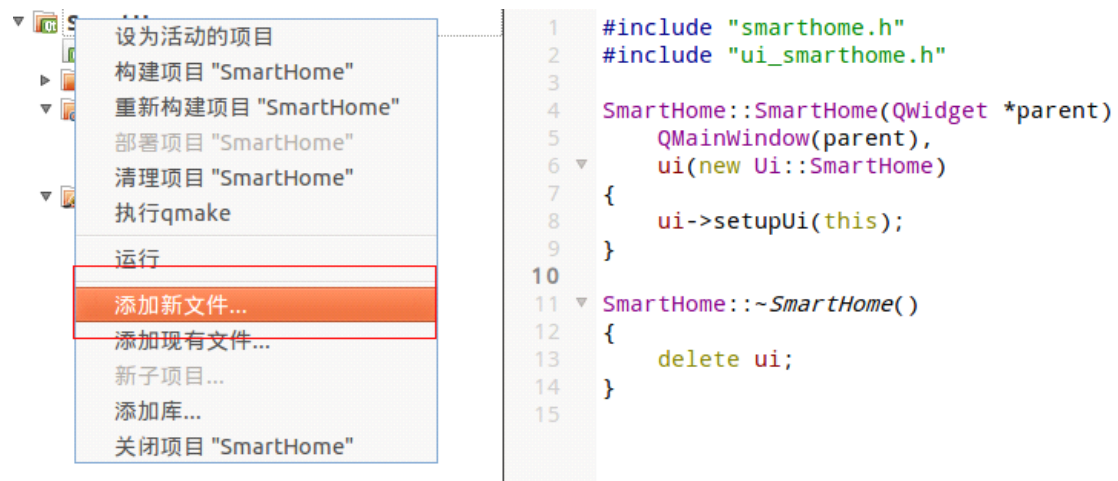 设为活动的项目
构建项目 "SmartHome"
重新构建项目 "SmartHome"
部署项目 "SmartHome"
清理项目 "SmartHome"
执行qmake
运行
添加新文件...
添加现有文件...
新子项目...
添加库...
关闭项目 "SmartHome"
1 #include "smarthome.h"
2 #include "ui_smarthome.h"
3
4 SmartHome::SmartHome(QWidget *parent)
5 QMainWindow(parent),
6 ui(new Ui::SmartHome)
7 {
8 ui->setupUi(this);
9 }
10
11 SmartHome::~SmartHome()
12 {
13 delete ui;
14 }
15